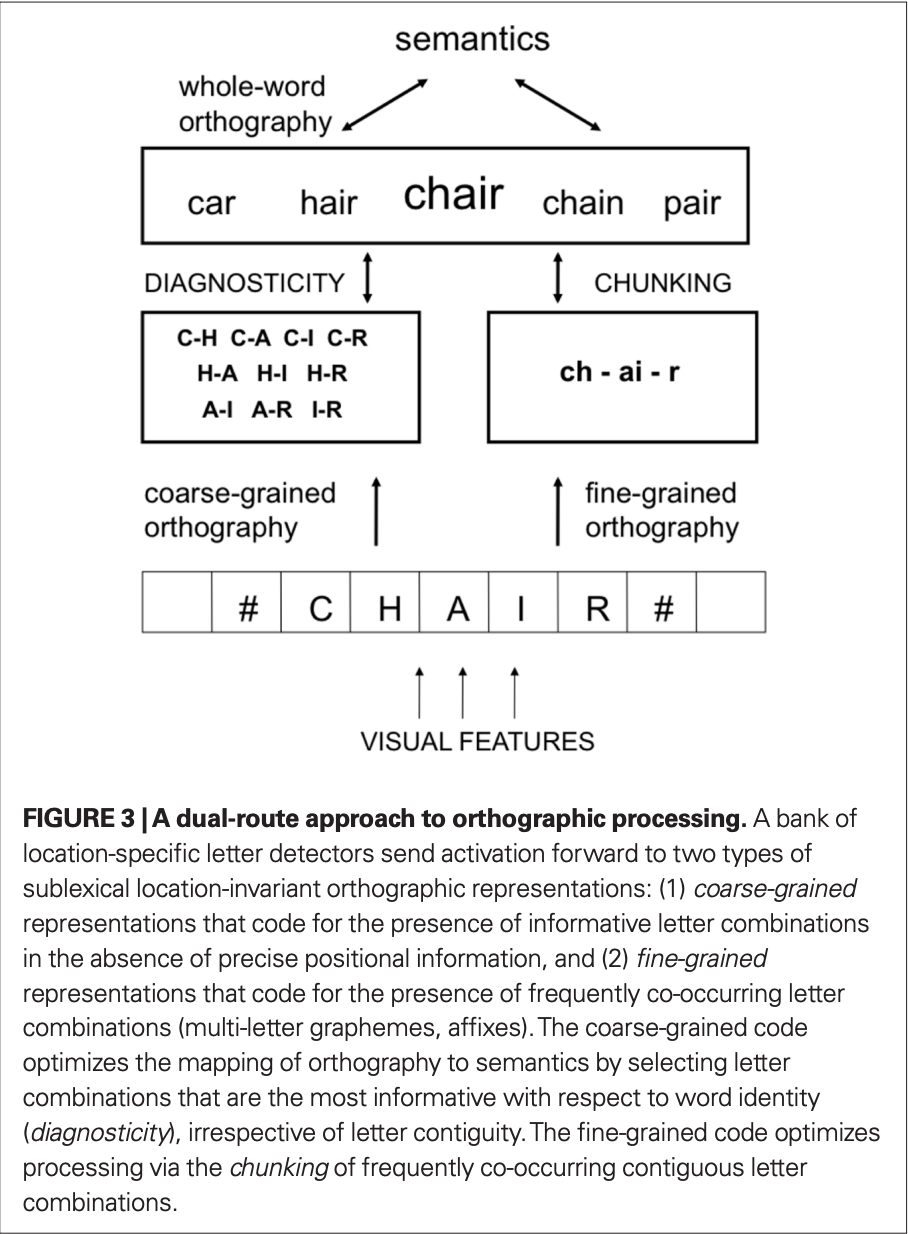 semantics
whole-word
orthography
car hair chair chain pair
DIAGNOSTICITY CHUNKING
C-H C-A C-I C-R
H-A H-I H-R
A-I A-R I-R
ch - ai - r
coarse-grained
orthography
fine-grained
orthography
# C H A I R #
VISUAL FEATURES
FIGURE 3 | A dual-route approach to orthographic processing. A bank of
location-specific letter detectors send activation forward to two types of
sublexical location-invariant orthographic representations: (1) coarse-grained
representations that code for the presence of informative letter combinations
in the absence of precise positional information, and (2) fine-grained
representations that code for the presence of frequently co-occurring letter
combinations (multi-letter graphemes, affixes). The coarse-grained code
optimizes the mapping of orthography to semantics by selecting letter
combinations that are the most informative with respect to word identity
(diagnosticity), irrespective of letter contiguity. The fine-grained code optimizes
processing via the chunking of frequently co-occurring contiguous letter
combinations.